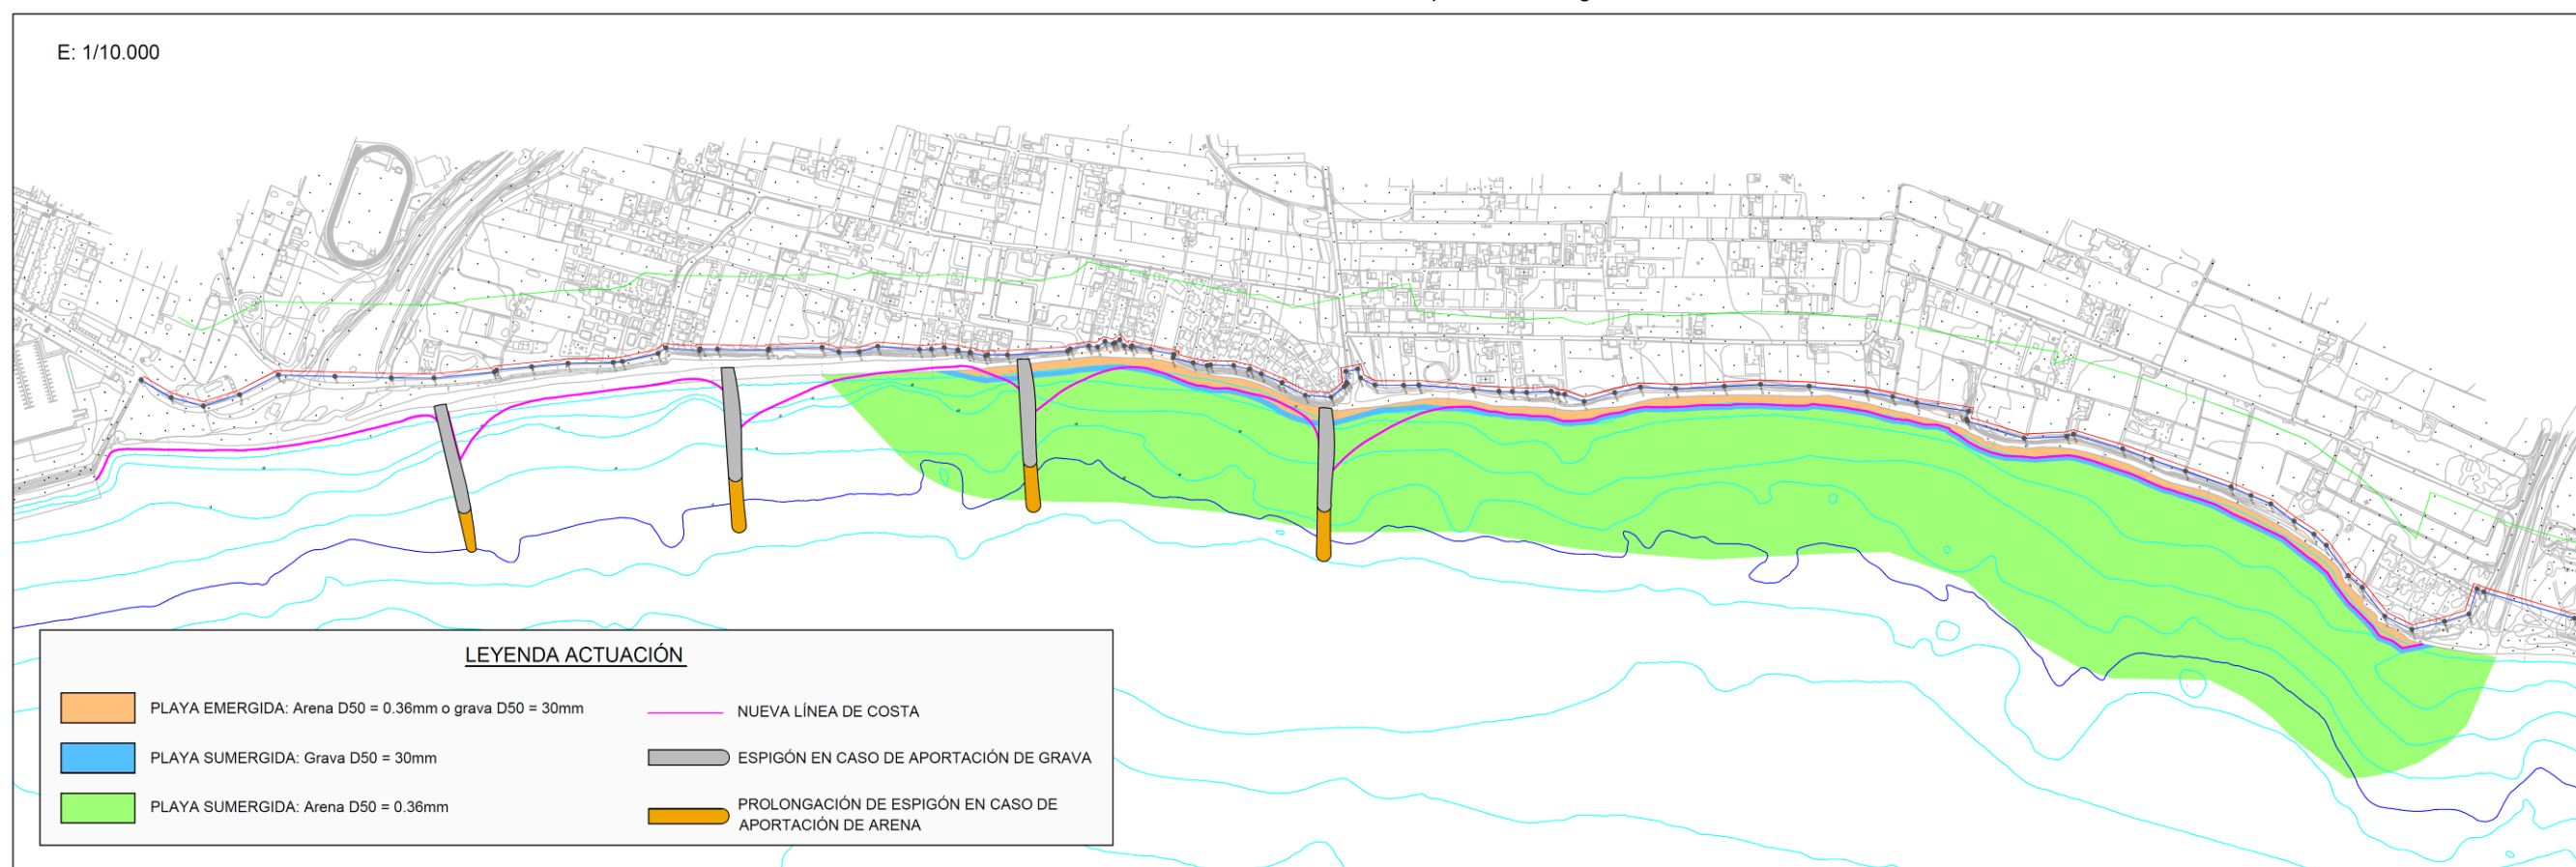 E: 1/10.000
LEYENDA ACTUACIÓN
PLAYA EMERGIDA: Arena D50 = 0.36mm o grava D50 = 30mm
PLAYA SUMERGIDA: Grava D50 = 30mm
PLAYA SUMERGIDA: Arena D50 = 0.36mm
NUEVA LÍNEA DE COSTA
ESPIGÓN EN CASO DE APORTACIÓN DE GRAVA
PROLONGACIÓN DE ESPIGÓN EN CASO DE
APORTACIÓN DE ARENA